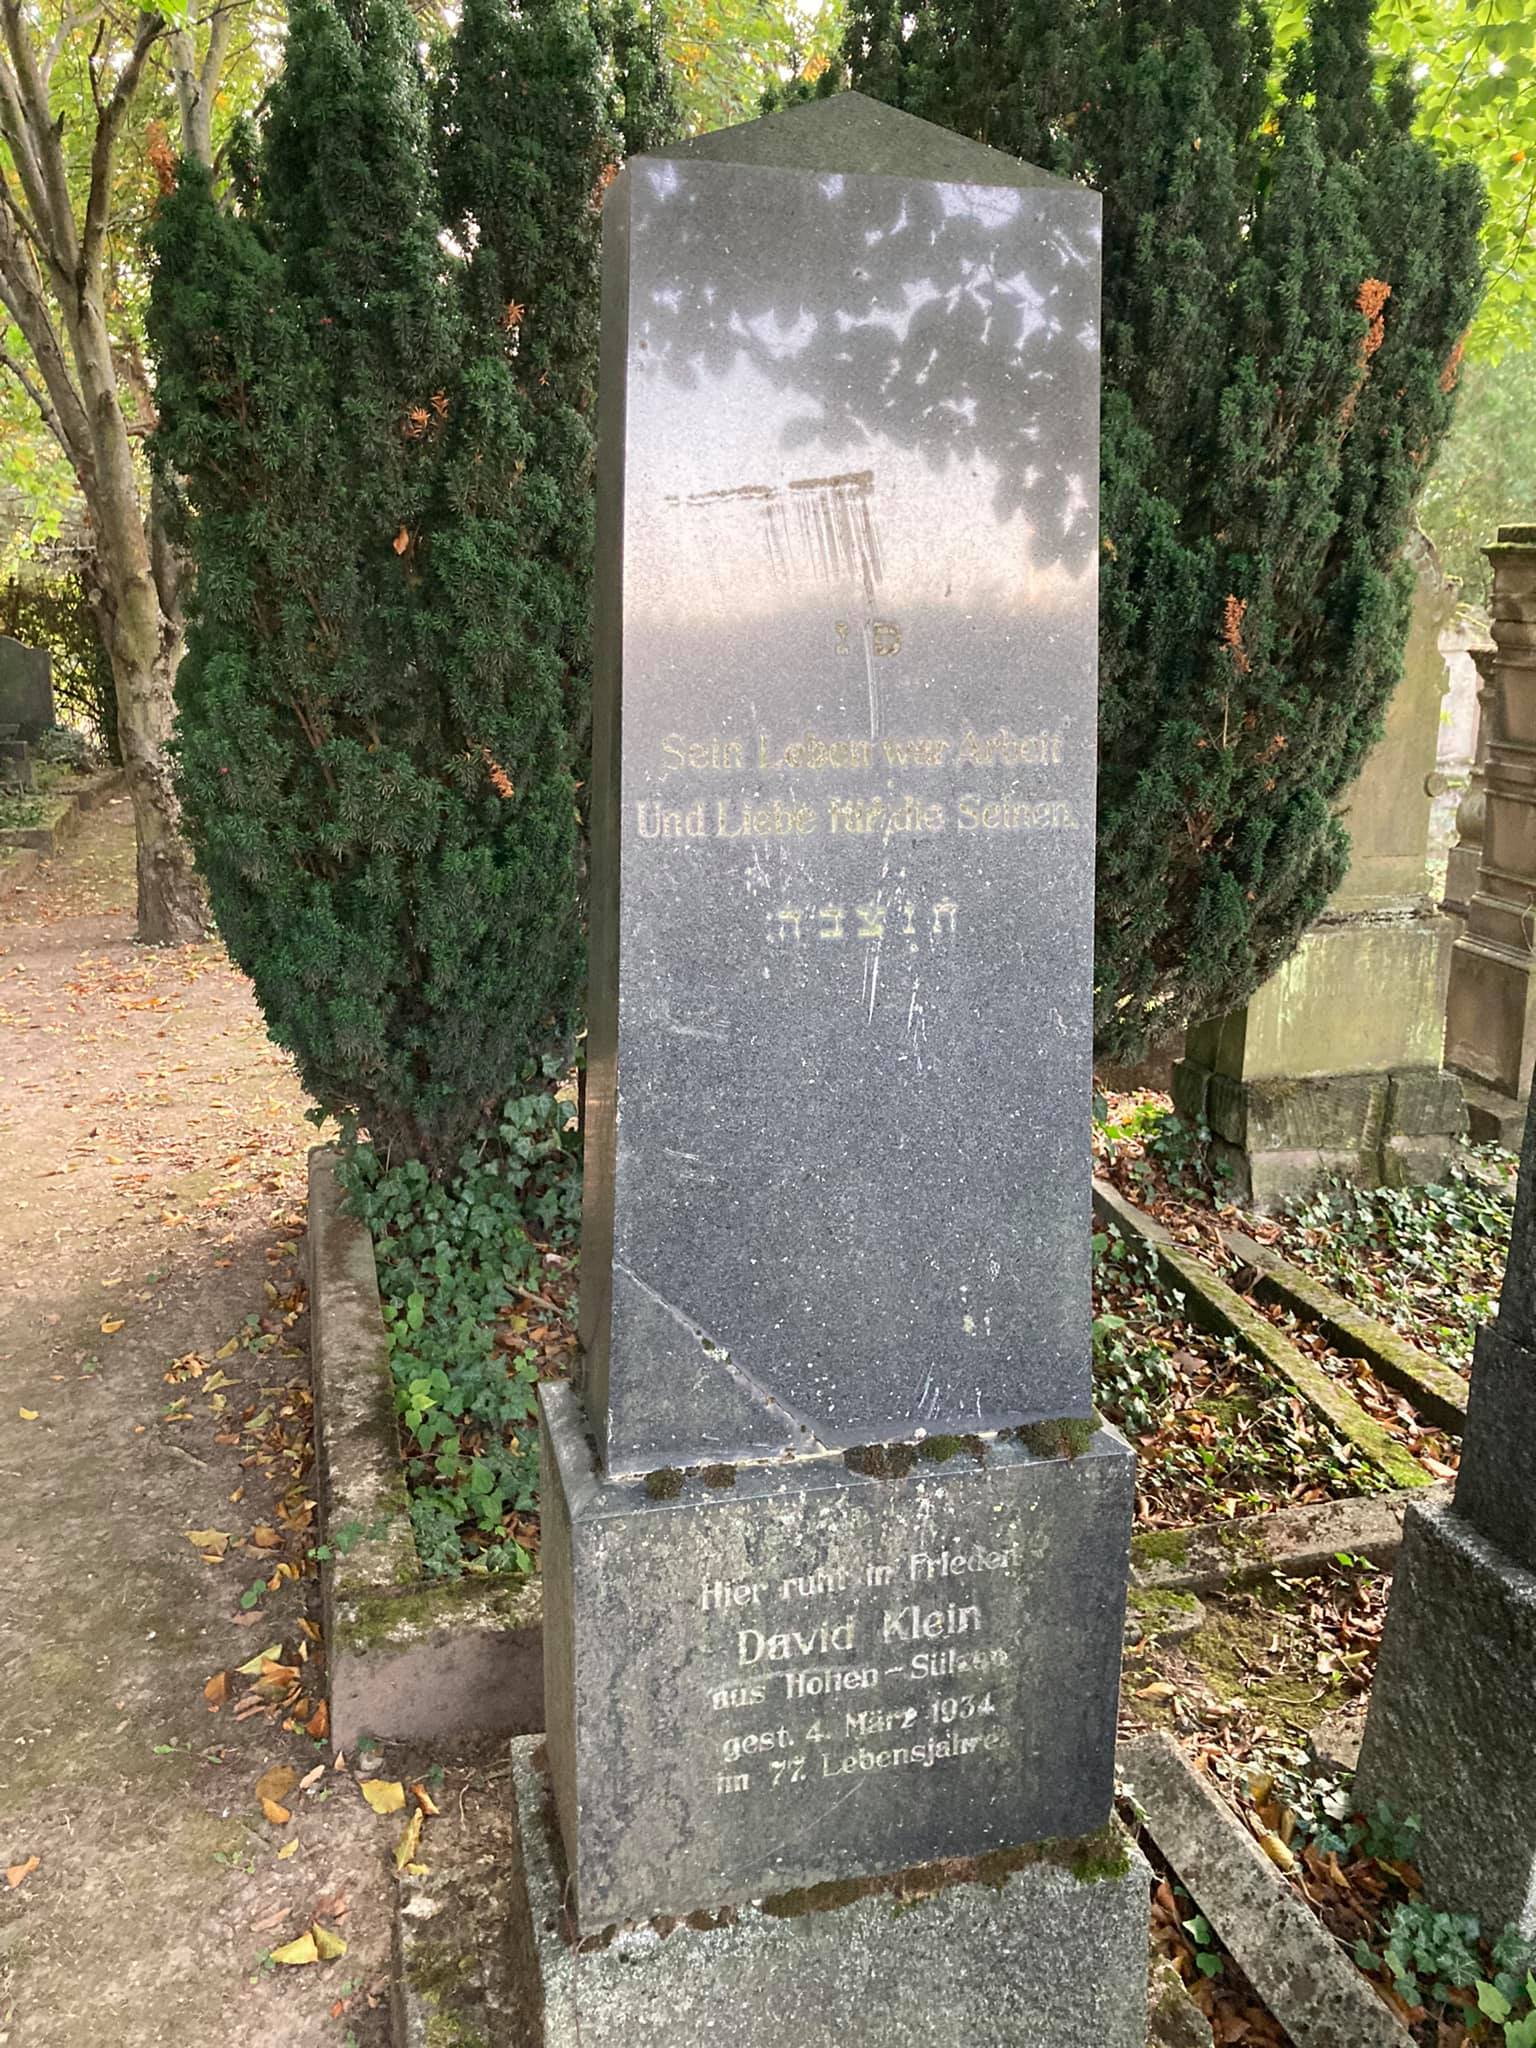 פ נ
Sein Leben war Arbeit
Und Liebe für die Seinen.
ת נ צ ב ה:
Hier ruht in Frieden
David Klein
aus Hohen-Sülzen
gest. 4. März 1934
im 77. Lebensjahre.